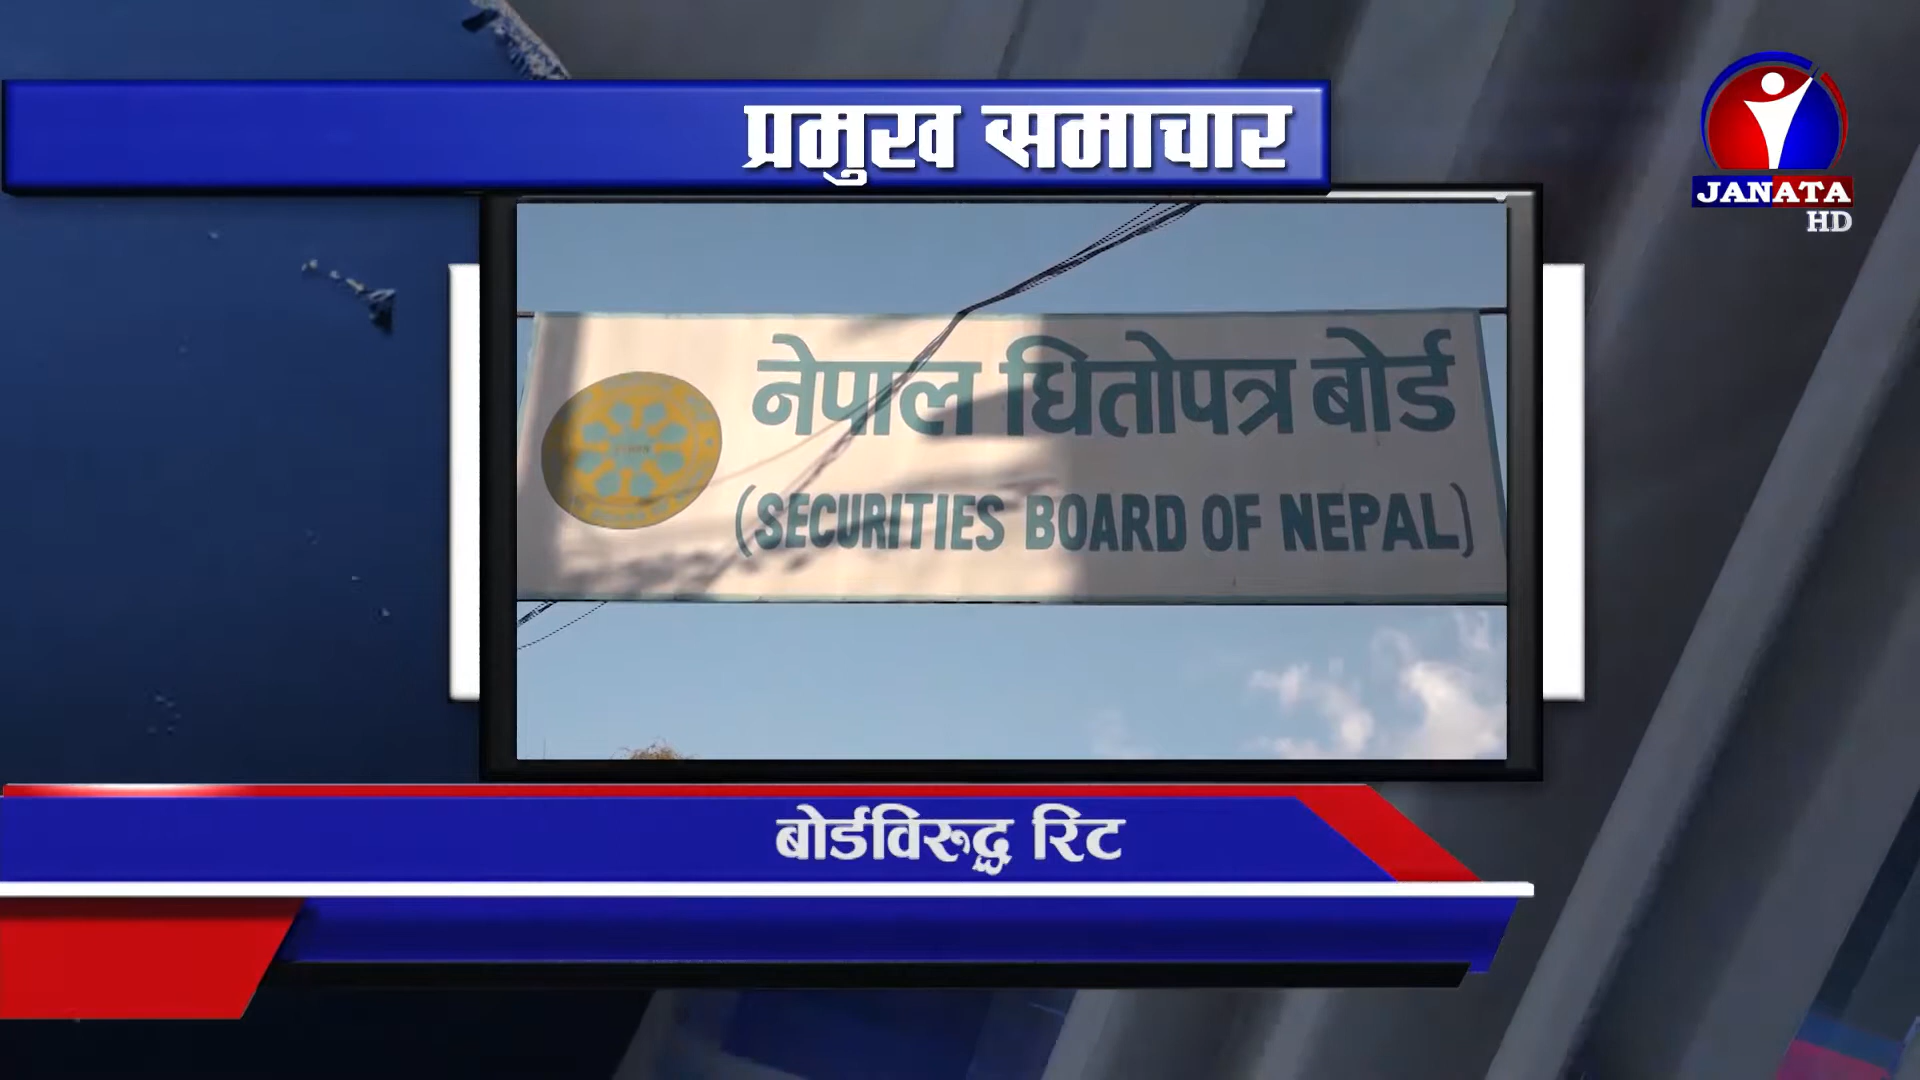 प्रमुख समाचार
JANATA
HD
नेपाल धितोपत्र बोर्ड
(SECURITIES BOARD OF NEPAL)
बोर्डविरुद्ध रिट